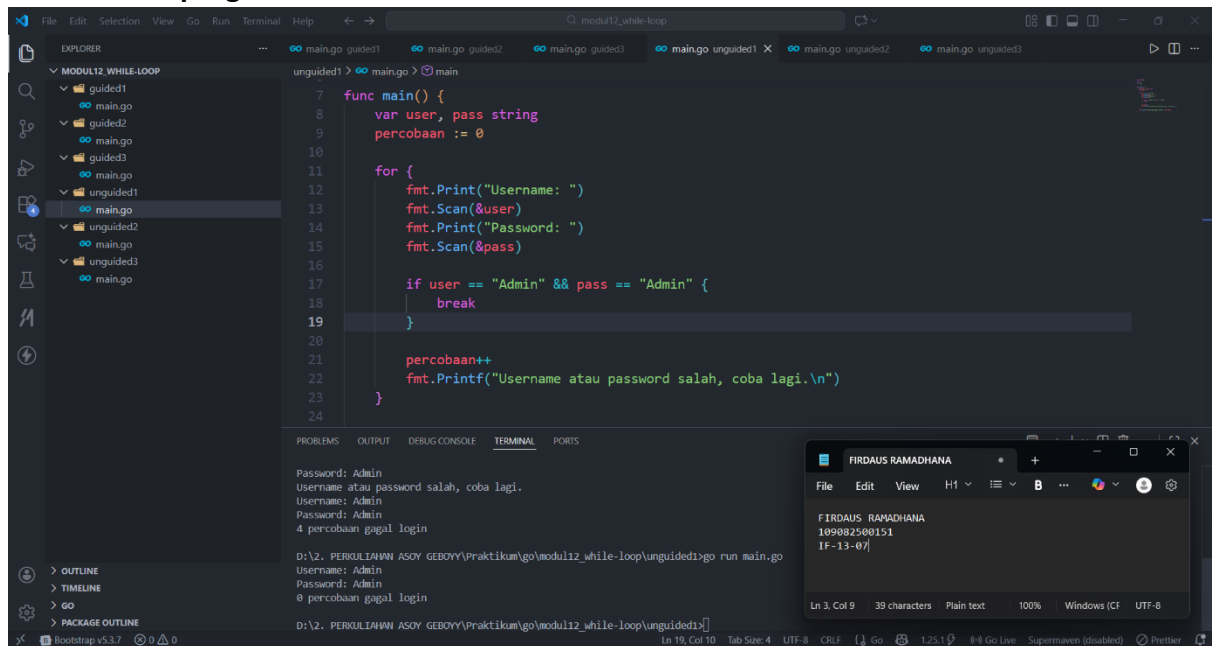 File Edit Selection View Go Run Terminal Help
modul12_while-loop
EXPLORER
MODUL12_WHILE-LOOP
guided1
main.go
guided2
main.go
guided3
main.go
unguided1
main.go
unguided2
main.go
unguided3
main.go
OUTLINE
TIMELINE
GO
PACKAGE OUTLINE
main.go guided1 main.go guided2 main.go guided3 main.go unguided1 main.go unguided2 main.go unguided3
unguided1 > main.go > main
7 func main() {
8 var user, pass string
9 percobaan := 0
10
11 for {
12 fmt.Print("Username: ")
13 fmt.Scan(&user)
14 fmt.Print("Password: ")
15 fmt.Scan(&pass)
16
17 if user == "Admin" && pass == "Admin" {
18 break
19 }
20
21 percobaan++
22 fmt.Printf("Username atau password salah, coba lagi.\n")
23 }
24
PROBLEMS OUTPUT DEBUG CONSOLE TERMINAL PORTS
Password: Admin
Username atau password salah, coba lagi.
Username: Admin
Password: Admin
4 percobaan gagal login
D:\2. PERKULIAHAN ASOY GEBOYY\Praktikum\go\modul12_while-loop\unguided1>go run main.go
Username: Admin
Password: Admin
0 percobaan gagal login
D:\2. PERKULIAHAN ASOY GEBOYY\Praktikum\go\modul12_while-loop\unguided1>
FIRDAUS RAMADHANA
File Edit View H1 B
FIRDAUS RAMADHANA
109082500151
IF-13-07
Ln 3, Col 9 39 characters Plain text 100% Windows (CF UTF-8
Bootstrap v5.3.7 0 0 Ln 19, Col 10 Tab Size: 4 UTF-8 CRLF Go 1.25.1 Go Live Supermaven (disabled) Prettier